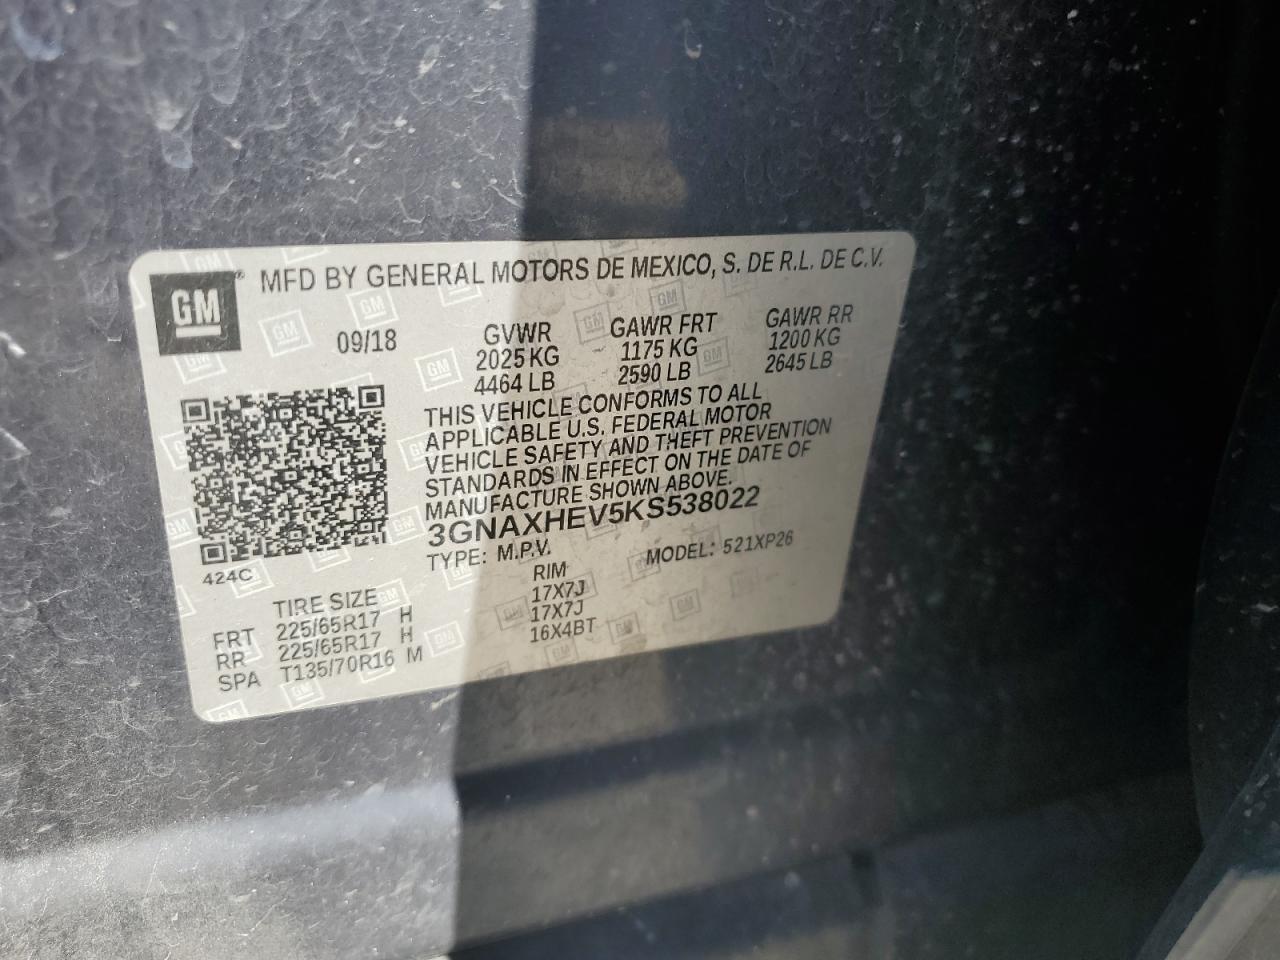 GM® MFD BY GENERAL MOTORS DE MEXICO, S. DE R.L. DE C.V.
09/18 GVWR GAWR FRT GAWR RR
2025 KG 1175 KG 1200 KG
4464 LB 2590 LB 2645 LB
THIS VEHICLE CONFORMS TO ALL
APPLICABLE U.S. FEDERAL MOTOR
VEHICLE SAFETY AND THEFT PREVENTION
STANDARDS IN EFFECT ON THE DATE OF
MANUFACTURE SHOWN ABOVE.
3GNAXHEV5KS538022
TYPE: M.P.V. MODEL: 521XP26
424C
TIRE SIZE RIM
FRT 225/65R17 H 17X7J
RR 225/65R17 H 17X7J
SPA T135/70R16 M 16X4BT